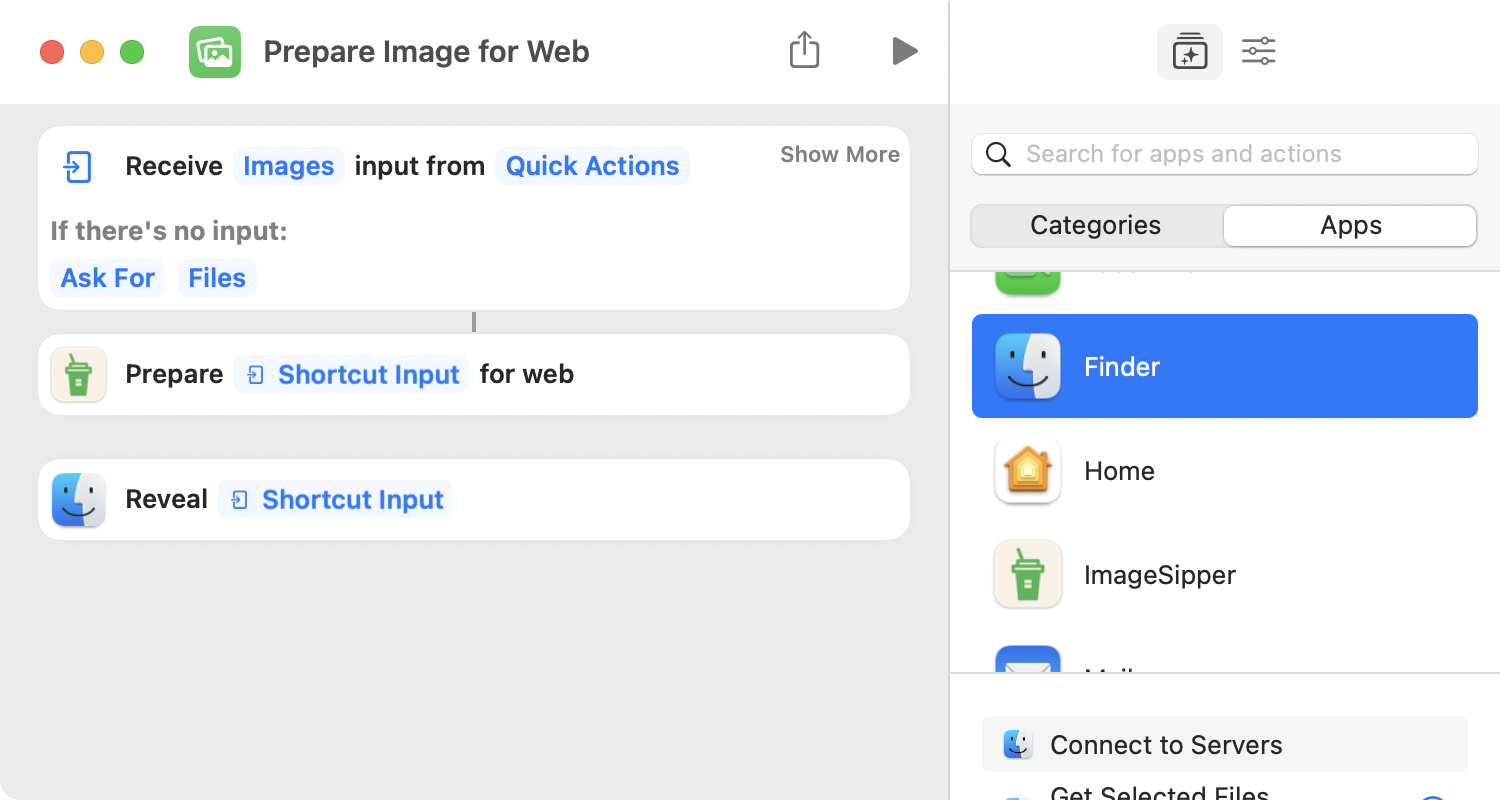 Prepare Image for Web
Receive Images input from Quick Actions
Show More
If there's no input:
Ask For Files
Prepare Shortcut Input for web
Reveal Shortcut Input
Search for apps and actions
Categories Apps
Finder
Home
ImageSipper
Connect to Servers
Get Selected Files